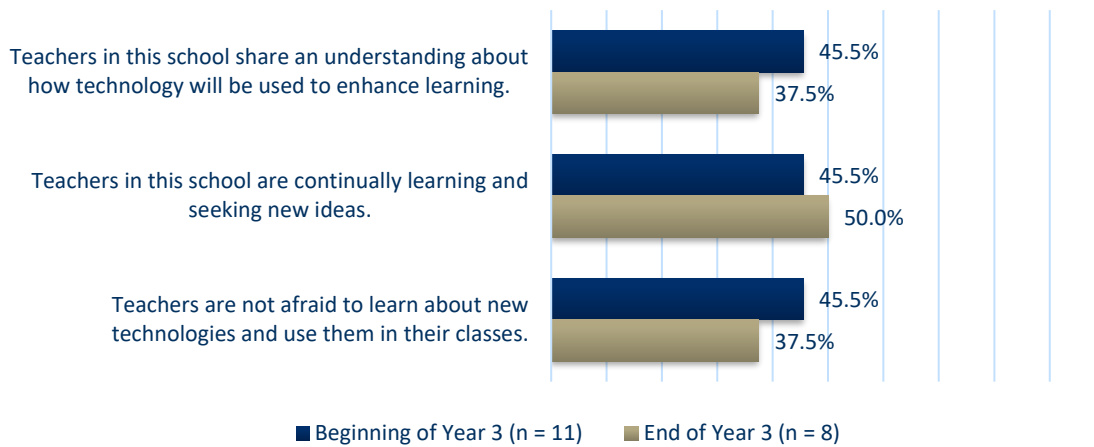 Teachers in this school share an understanding about
how technology will be used to enhance learning.
45.5%
37.5%
Teachers in this school are continually learning and
seeking new ideas.
45.5%
50.0%
Teachers are not afraid to learn about new
technologies and use them in their classes.
45.5%
37.5%
Beginning of Year 3 (n = 11) End of Year 3 (n = 8)